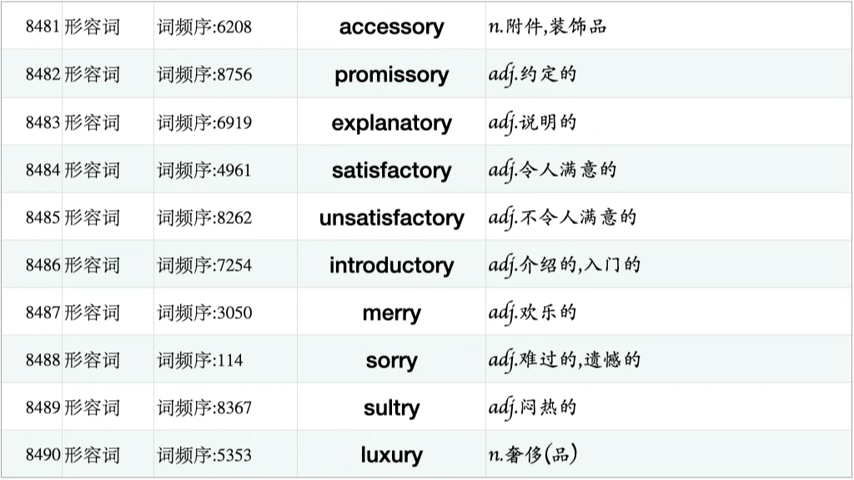 8481 形容词 词频序:6208 accessory n.附件,装饰品
8482 形容词 词频序:8756 promissory adj.约定的
8483 形容词 词频序:6919 explanatory adj.说明的
8484 形容词 词频序:4961 satisfactory adj.令人满意的
8485 形容词 词频序:8262 unsatisfactory adj.不令人满意的
8486 形容词 词频序:7254 introductory adj.介绍的,入门的
8487 形容词 词频序:3050 merry adj.欢乐的
8488 形容词 词频序:114 sorry adj.难过的,遗憾的
8489 形容词 词频序:8367 sultry adj.闷热的
8490 形容词 词频序:5353 luxury n.奢侈(品)